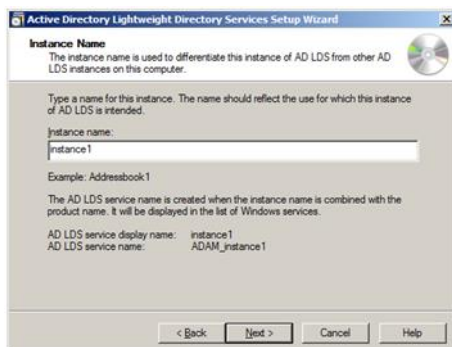 Active Directory Lightweight Directory Services Setup Wizard
Instance Name
The instance name is used to differentiate this instance of AD LDS from other AD
LDS instances on this computer.
Type a name for this instance. The name should reflect the use for which this instance
of AD LDS is intended.
Instance name:
instance1
Example: Addressbook1
The AD LDS service name is created when the instance name is combined with the
product name. It will be displayed in the list of Windows services.
AD LDS service display name: instance1
AD LDS service name: ADAM_instance1
< Back Next > Cancel Help